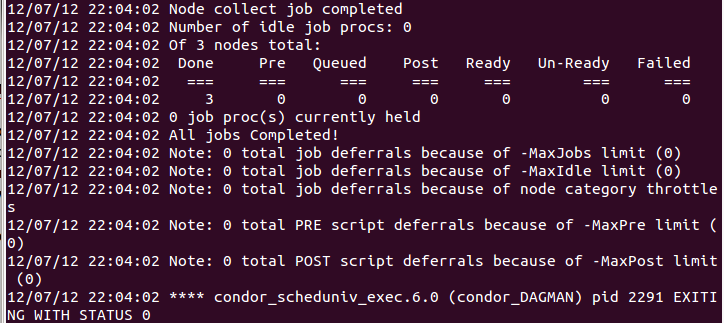 12/07/12 22:04:02 Node collect job completed
12/07/12 22:04:02 Number of idle job procs: 0
12/07/12 22:04:02 Of 3 nodes total:
12/07/12 22:04:02  Done     Pre   Queued    Post   Ready   Un-Ready   Failed
12/07/12 22:04:02   ===     ===      ===     ===     ===        ===      ===
12/07/12 22:04:02     3       0        0       0       0          0        0
12/07/12 22:04:02 0 job proc(s) currently held
12/07/12 22:04:02 All jobs Completed!
12/07/12 22:04:02 Note: 0 total job deferrals because of -MaxJobs limit (0)
12/07/12 22:04:02 Note: 0 total job deferrals because of -MaxIdle limit (0)
12/07/12 22:04:02 Note: 0 total job deferrals because of node category throttle
s
12/07/12 22:04:02 Note: 0 total PRE script deferrals because of -MaxPre limit (
0)
12/07/12 22:04:02 Note: 0 total POST script deferrals because of -MaxPost limit
 (0)
12/07/12 22:04:02 **** condor_scheduniv_exec.6.0 (condor_DAGMAN) pid 2291 EXITI
NG WITH STATUS 0